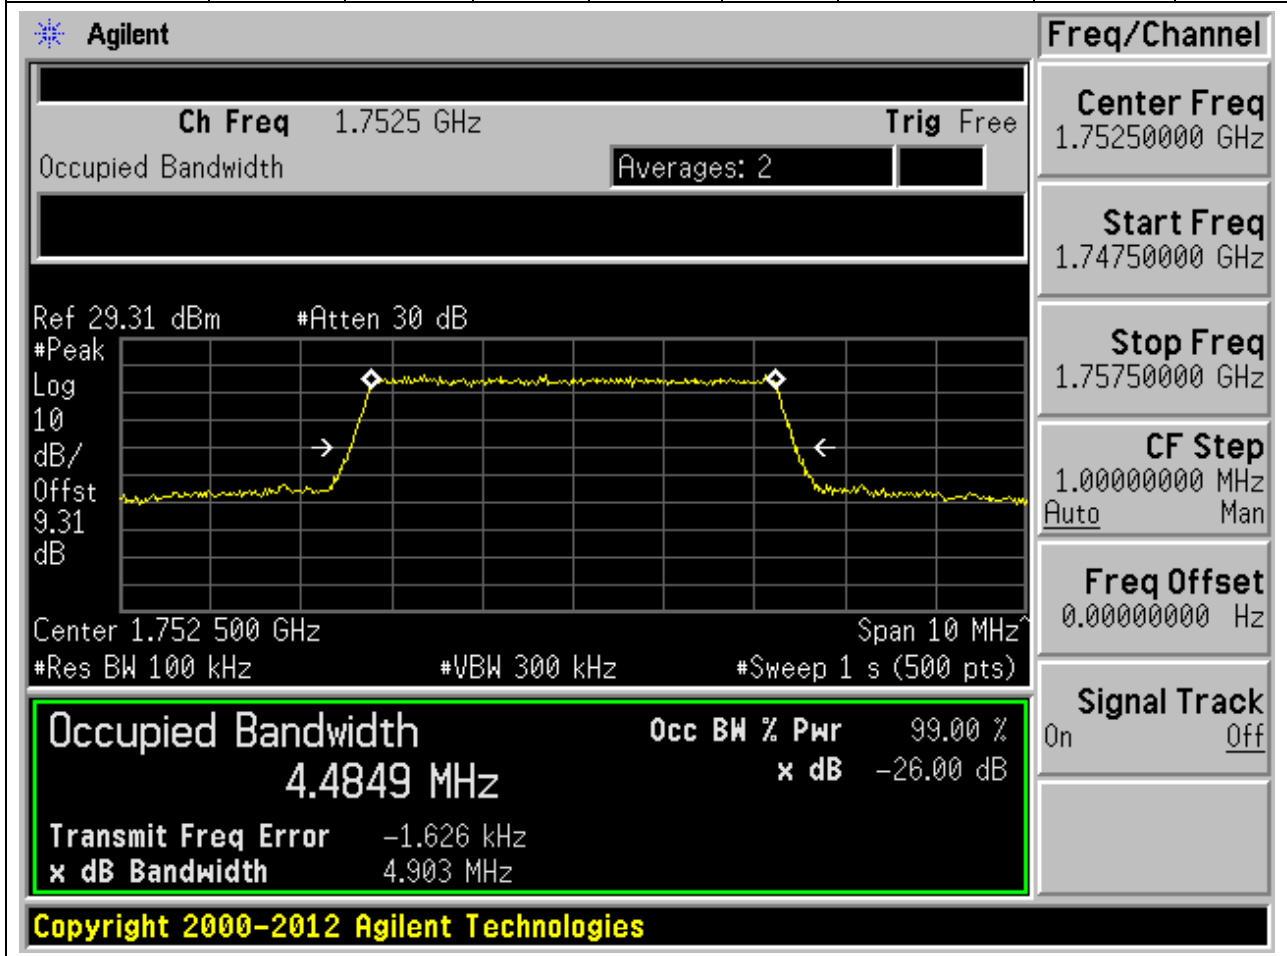 Agilent
Freq/Channel
Ch Freq 1.7525 GHz Trig Free
Occupied Bandwidth Averages: 2
Center Freq
1.75250000 GHz
Start Freq
1.74750000 GHz
Stop Freq
1.75750000 GHz
CF Step
1.00000000 MHz
Auto Man
Freq Offset
0.00000000 Hz
Signal Track
On Off
Ref 29.31 dBm #Atten 30 dB
#Peak
Log
10
dB/
Offst
9.31
dB
Center 1.752 500 GHz Span 10 MHz^
#Res BW 100 kHz #VBW 300 kHz #Sweep 1 s (500 pts)
Occupied Bandwidth
4.4849 MHz
Occ BW % Pwr 99.00 %
x dB -26.00 dB
Transmit Freq Error -1.626 kHz
x dB Bandwidth 4.903 MHz
Copyright 2000-2012 Agilent Technologies